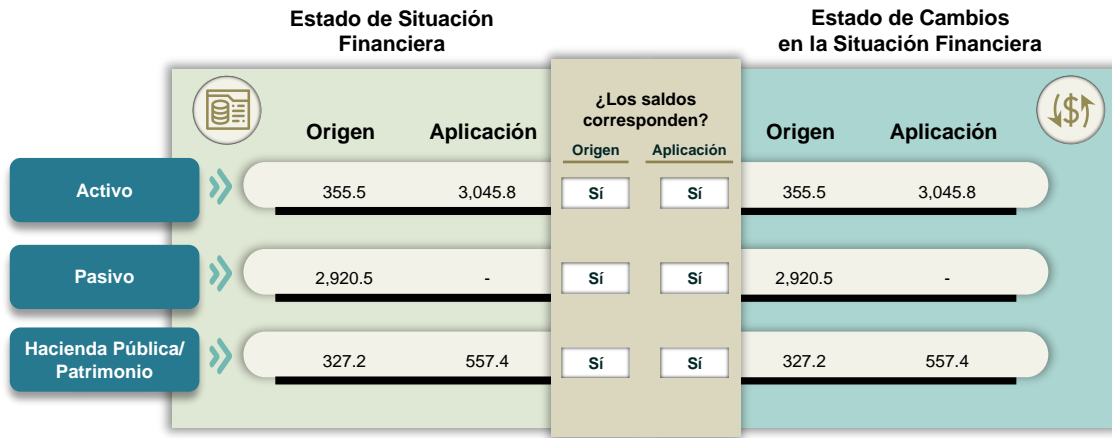 Estado de Situación
Financiera
Estado de Cambios
en la Situación Financiera
¿Los saldos
corresponden?
Origen Aplicación
Origen Aplicación
Origen Aplicación
Activo 355.5 3,045.8 Sí Sí 355.5 3,045.8
Pasivo 2,920.5 - Sí Sí 2,920.5 -
Hacienda Pública/
Patrimonio 327.2 557.4 Sí Sí 327.2 557.4